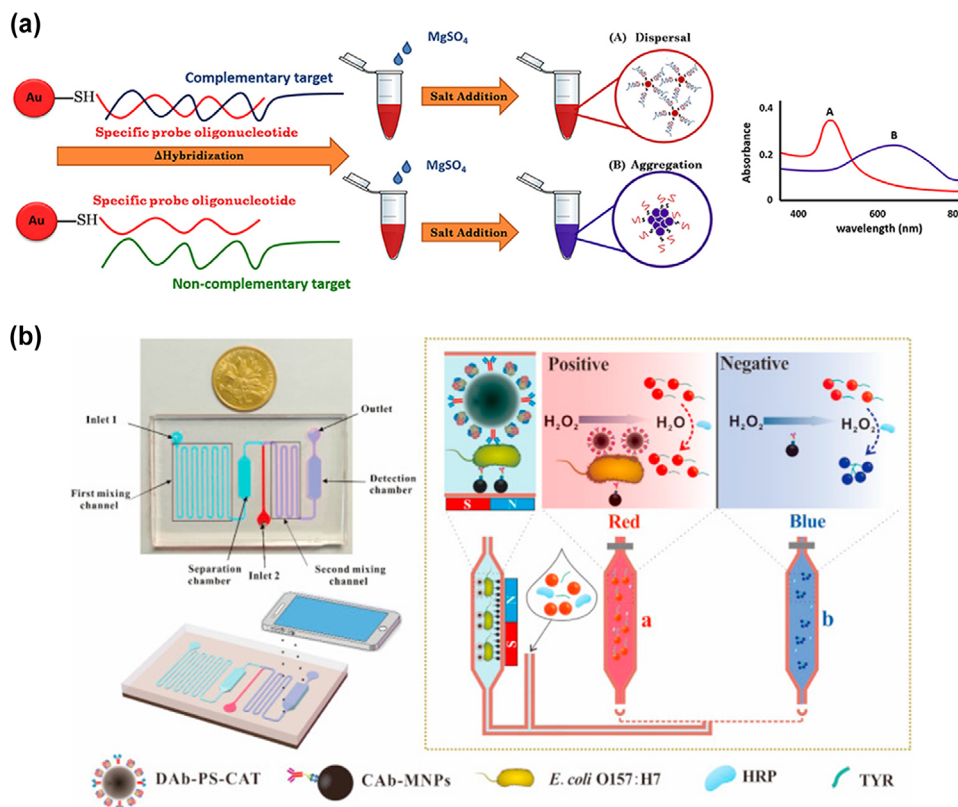 (a)
MgSO4
(A) Dispersal
Complementary target
Au
SH
Salt Addition
Specific probe oligonucleotide
ΔHybridization
MgSO4
(B) Aggregation
Specific probe oligonucleotide
Au
SH
Salt Addition
Non-complementary target
0.4
A
B
0.2
0
Absorbance
400
600
80
wavelength (nm)
(b)
Inlet 1
Outlet
First mixing
channel
Detection
chamber
Separation
chamber
Inlet 2
Second mixing
channel
Positive
Negative
H2O2
H2O
H2O2
H2O2
S
N
Red
Blue
N
S
a
b
DAb-PS-CAT
CAb-MNPs
E. coli O157:H7
HRP
TYR